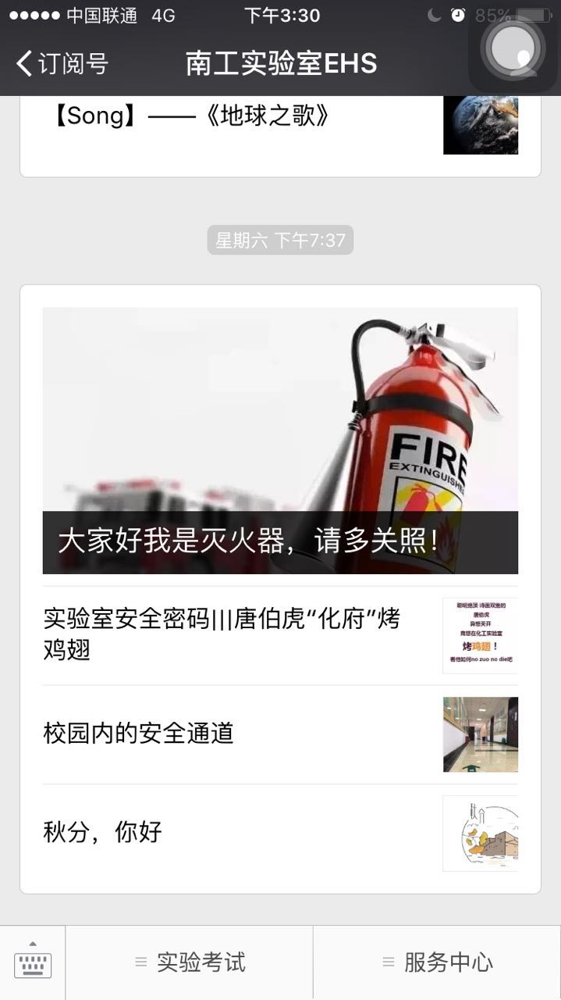 中国联通 4G 下午3:30 85%
订阅号 南工实验室EHS
【Song】——《地球之歌》
星期六 下午7:37
FIRE
EXTINGUISHE
大家好我是灭火器，请多关照！
实验室安全密码|||唐伯虎“化府”烤
鸡翅
聪明绝顶 诗画双绝的
唐伯虎
异想天开
竟想在化工实验室
烤鸡翅！
看他如何no zuo no die吧
校园内的安全通道
秋分，你好
秋分
实验考试
服务中心